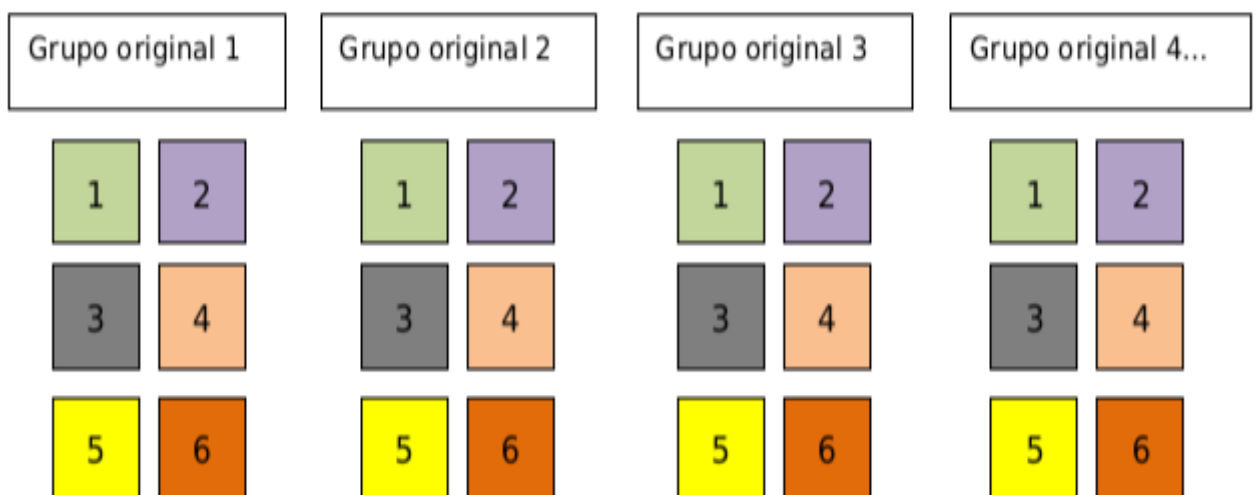 Grupo original 1 Grupo original 2 Grupo original 3 Grupo original 4...
1 2 1 2 1 2 1 2
3 4 3 4 3 4 3 4
5 6 5 6 5 6 5 6